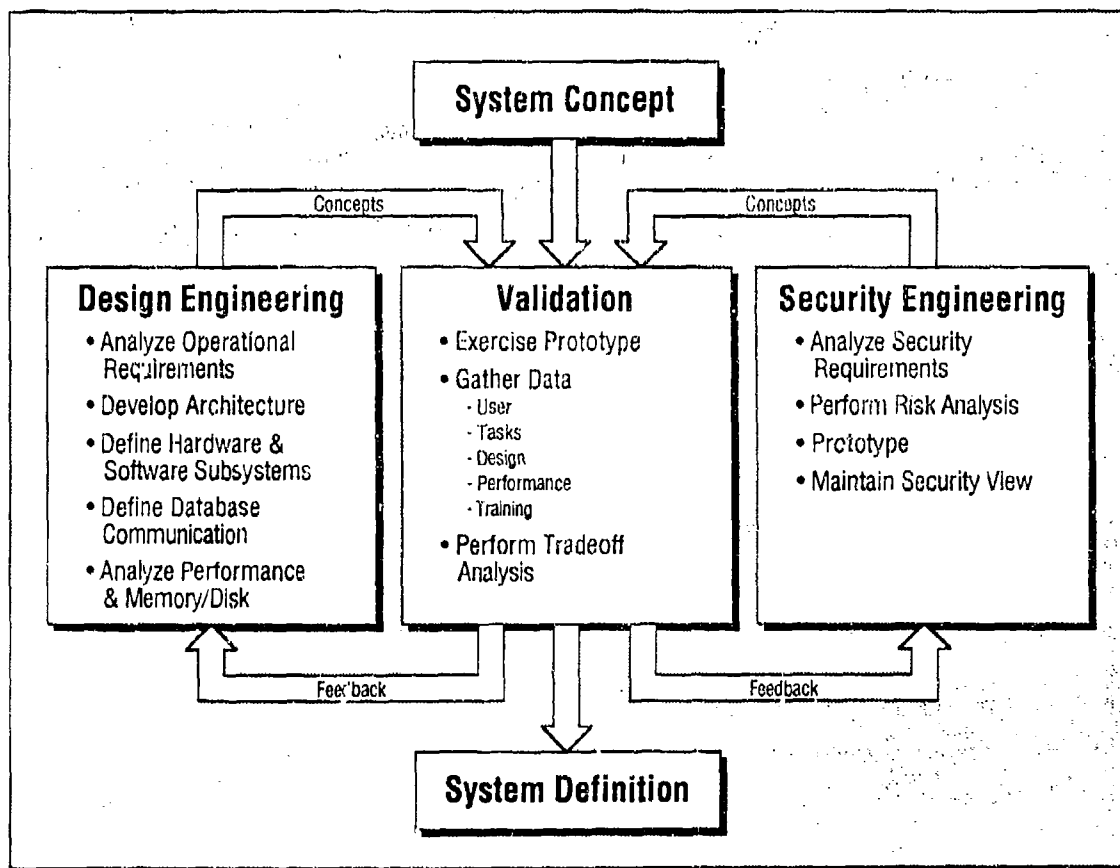 System Concept
Concepts
Concepts
Design Engineering
• Analyze Operational
Requirements
• Develop Architecture
• Define Hardware &
Software Subsystems
• Define Database
Communication
• Analyze Performance
& Memory/Disk
Validation
• Exercise Prototype
• Gather Data
- User
- Tasks
- Design
- Performance
- Training
• Perform Tradeoff
Analysis
Security Engineering
• Analyze Security
Requirements
• Perform Risk Analysis
• Prototype
• Maintain Security View
Feedback
Feedback
System Definition